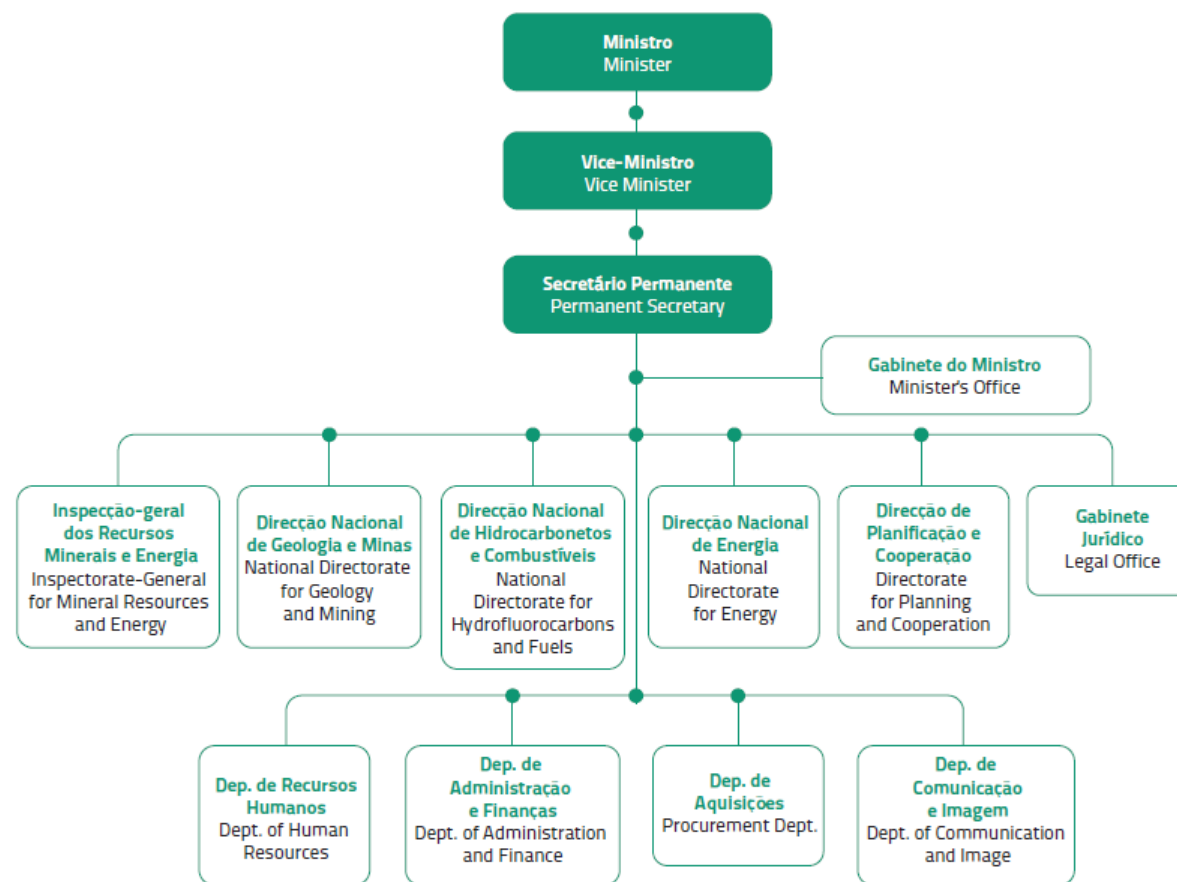 Ministro
Minister
Vice-Ministro
Vice Minister
Secretário Permanente
Permanent Secretary
Gabinete do Ministro
Minister's Office
Inspecção-geral
dos Recursos
Minerais e Energia
Inspectorate-General
for Mineral Resources
and Energy
Direcção Nacional
de Geologia e Minas
National Directorate
for Geology
and Mining
Direcção Nacional
de Hidrocarbonetos
e Combustíveis
National
Directorate for
Hydrofluorocarbons
and Fuels
Direcção Nacional
de Energia
National
Directorate
for Energy
Direcção de
Planificação e
Cooperação
Directorate
for Planning
and Cooperation
Gabinete
Jurídico
Legal Office
Dep. de Recursos
Humanos
Dept. of Human
Resources
Dep. de
Administração
e Finanças
Dept. of Administration
and Finance
Dep. de
Aquisições
Procurement Dept.
Dep. de
Comunicação
e Imagem
Dept. of Communication
and Image